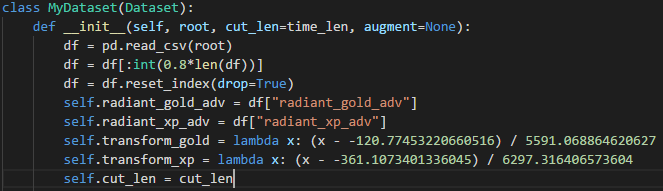 class MyDataset(Dataset):
    def __init__(self, root, cut_len=time_len, augment=None):
        df = pd.read_csv(root)
        df = df[:int(0.8*len(df))]
        df = df.reset_index(drop=True)
        self.radiant_gold_adv = df["radiant_gold_adv"]
        self.radiant_xp_adv = df["radiant_xp_adv"]
        self.transform_gold = lambda x: (x - -120.77453220660516) / 5591.068864620627
        self.transform_xp = lambda x: (x - -361.1073401336045) / 6297.316406573604
        self.cut_len = cut_len